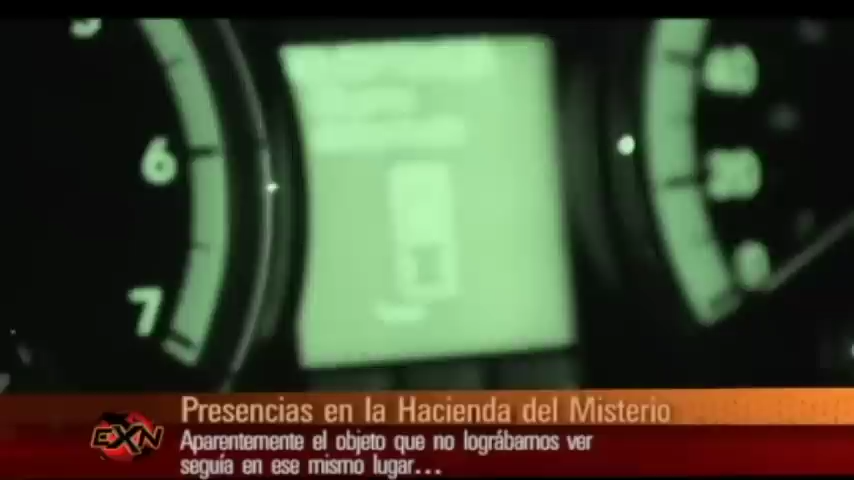 6
7
20
0
EXN
Presencias en la Hacienda del Misterio
Aparentemente el objeto que no lográbamos ver
seguía en ese mismo lugar...